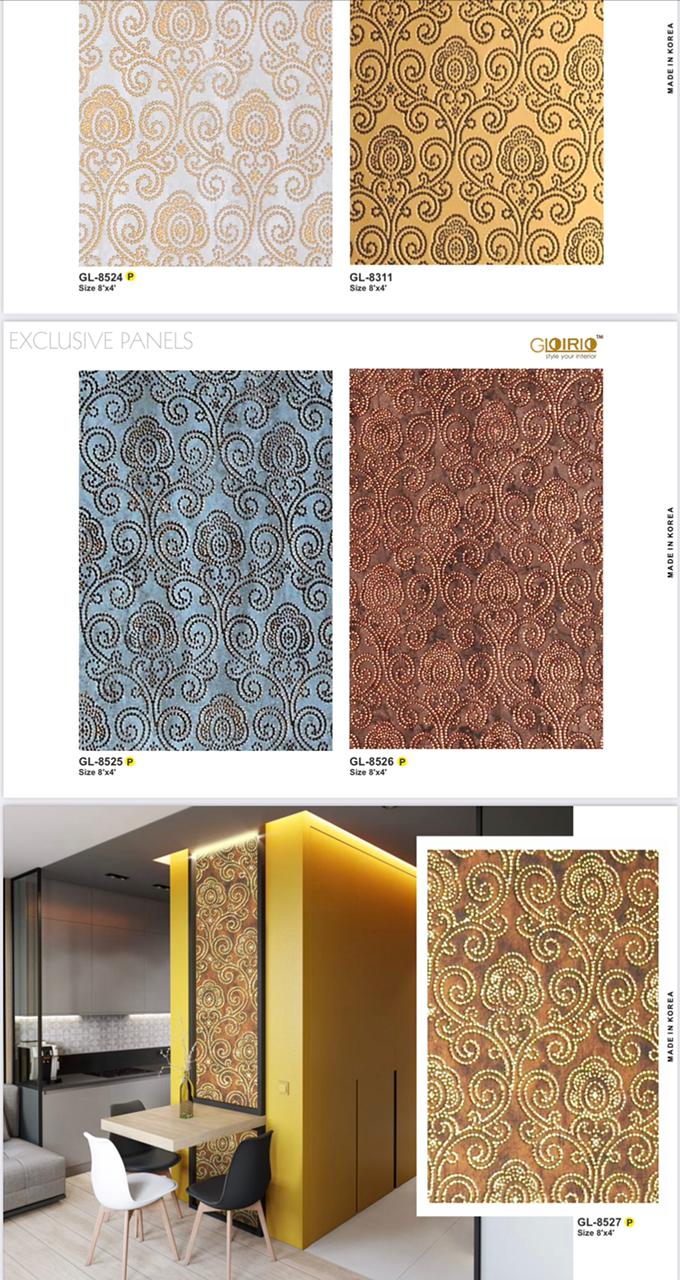 MADE IN KOREA
GL-8524 P
Size 8'x4'
GL-8311
Size 8'x4'
EXCLUSIVE PANELS
GLOIRIO™
style your interior
MADE IN KOREA
GL-8525 P
Size 8'x4'
GL-8526 P
Size 8'x4'
MADE IN KOREA
GL-8527 P
Size 8'x4'